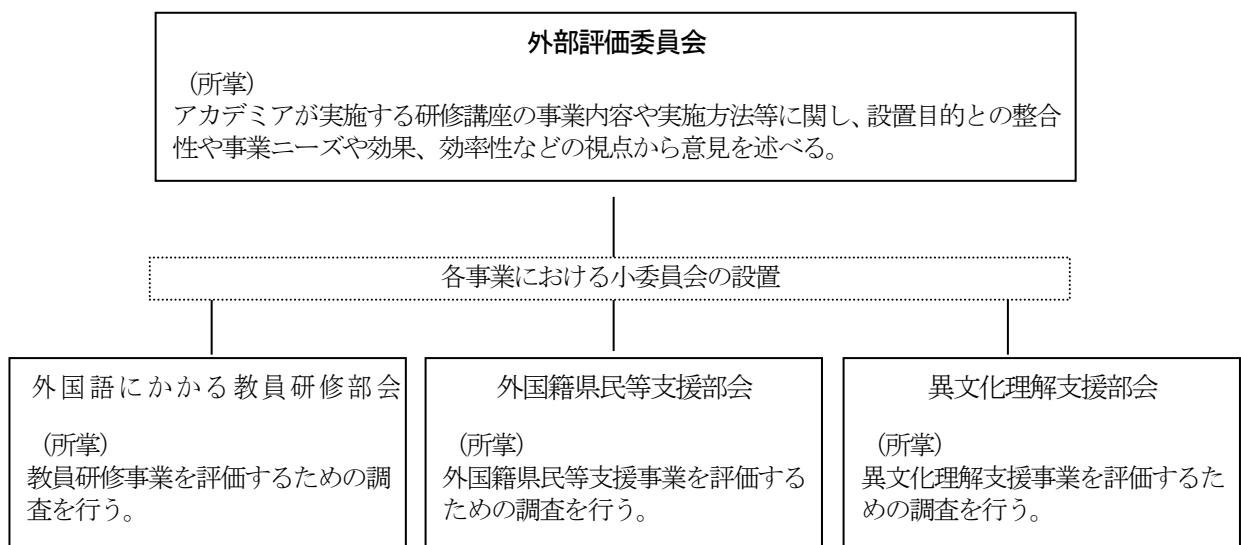 外部評価委員会
(所掌)
アカデミアが実施する研修講座の事業内容や実施方法等に関し、設置目的との整合
性や事業ニーズや効果、効率性などの視点から意見を述べる。
各事業における小委員会の設置
外国語にかかる教員研修部会
(所掌)
教員研修事業を評価するための調
査を行う。
外国籍県民等支援部会
(所掌)
外国籍県民等支援事業を評価する
ための調査を行う。
異文化理解支援部会
(所掌)
異文化理解支援事業を評価するた
めの調査を行う。